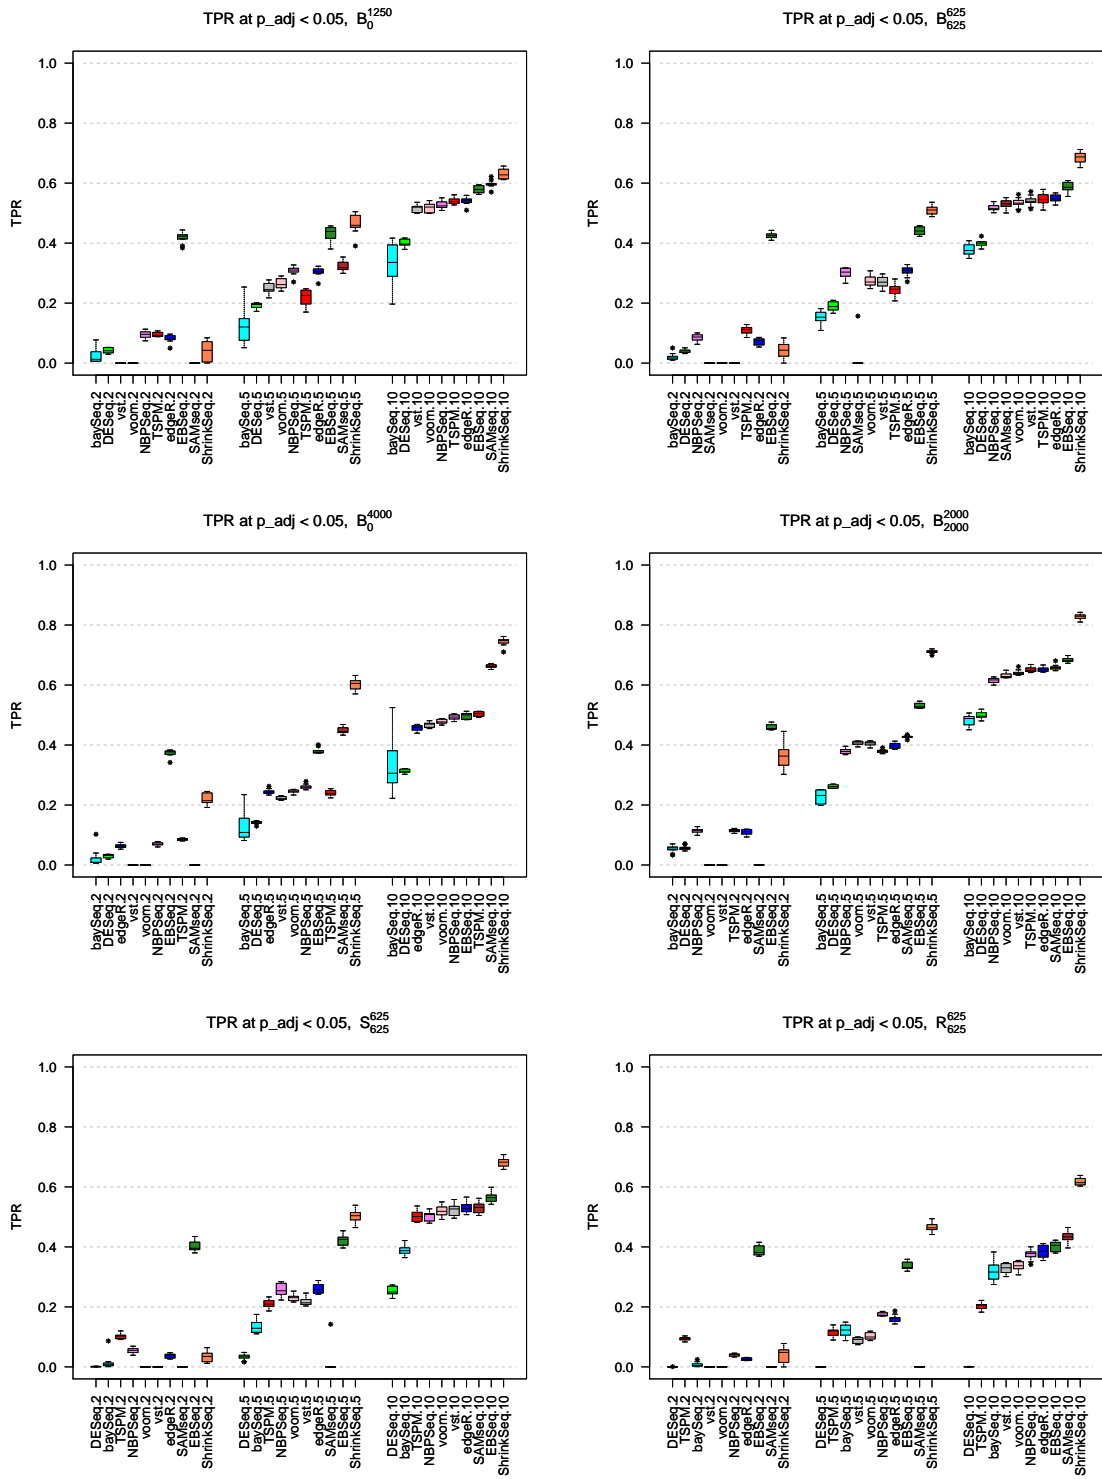 TPR at p_adj < 0.05, B_0^1250
TPR
1.0
0.8
0.6
0.4
0.2
0.0
baySeq.2
DESeq.2
vst.2
voom.2
NBPSeq.2
TSPM.2
edgeR.2
EBSeq.2
SAMseq.2
ShrinkSeq.2
baySeq.5
DESeq.5
vst.5
voom.5
NBPSeq.5
TSPM.5
edgeR.5
EBSeq.5
SAMseq.5
ShrinkSeq.5
baySeq.10
DESeq.10
vst.10
voom.10
NBPSeq.10
TSPM.10
edgeR.10
EBSeq.10
SAMseq.10
ShrinkSeq.10
TPR at p_adj < 0.05, B_625^625
TPR
1.0
0.8
0.6
0.4
0.2
0.0
baySeq.2
DESeq.2
NBPSeq.2
SAMseq.2
voom.2
vst.2
TSPM.2
edgeR.2
EBSeq.2
ShrinkSeq.2
baySeq.5
DESeq.5
NBPSeq.5
SAMseq.5
voom.5
vst.5
TSPM.5
edgeR.5
EBSeq.5
ShrinkSeq.5
baySeq.10
DESeq.10
NBPSeq.10
SAMseq.10
voom.10
vst.10
TSPM.10
edgeR.10
EBSeq.10
ShrinkSeq.10
TPR at p_adj < 0.05, B_0^4000
TPR
1.0
0.8
0.6
0.4
0.2
0.0
baySeq.2
DESeq.2
edgeR.2
vst.2
voom.2
NBPSeq.2
EBSeq.2
TSPM.2
SAMseq.2
ShrinkSeq.2
baySeq.5
DESeq.5
edgeR.5
vst.5
voom.5
NBPSeq.5
EBSeq.5
TSPM.5
SAMseq.5
ShrinkSeq.5
baySeq.10
DESeq.10
edgeR.10
vst.10
voom.10
NBPSeq.10
EBSeq.10
TSPM.10
SAMseq.10
ShrinkSeq.10
TPR at p_adj < 0.05, B_2000^2000
TPR
1.0
0.8
0.6
0.4
0.2
0.0
baySeq.2
DESeq.2
NBPSeq.2
voom.2
vst.2
TSPM.2
edgeR.2
SAMseq.2
EBSeq.2
ShrinkSeq.2
baySeq.5
DESeq.5
NBPSeq.5
voom.5
vst.5
TSPM.5
edgeR.5
SAMseq.5
EBSeq.5
ShrinkSeq.5
baySeq.10
DESeq.10
NBPSeq.10
voom.10
vst.10
TSPM.10
edgeR.10
SAMseq.10
EBSeq.10
ShrinkSeq.10
TPR at p_adj < 0.05, S_625^625
TPR
1.0
0.8
0.6
0.4
0.2
0.0
DESeq.2
baySeq.2
TSPM.2
NBPSeq.2
voom.2
vst.2
edgeR.2
SAMseq.2
EBSeq.2
ShrinkSeq.2
DESeq.5
baySeq.5
TSPM.5
NBPSeq.5
voom.5
vst.5
edgeR.5
SAMseq.5
EBSeq.5
ShrinkSeq.5
DESeq.10
baySeq.10
TSPM.10
NBPSeq.10
voom.10
vst.10
edgeR.10
SAMseq.10
EBSeq.10
ShrinkSeq.10
TPR at p_adj < 0.05, R_625^625
TPR
1.0
0.8
0.6
0.4
0.2
0.0
DESeq.2
TSPM.2
baySeq.2
vst.2
voom.2
NBPSeq.2
edgeR.2
EBSeq.2
SAMseq.2
ShrinkSeq.2
DESeq.5
TSPM.5
baySeq.5
vst.5
voom.5
NBPSeq.5
edgeR.5
EBSeq.5
SAMseq.5
ShrinkSeq.5
DESeq.10
TSPM.10
baySeq.10
vst.10
voom.10
NBPSeq.10
edgeR.10
EBSeq.10
SAMseq.10
ShrinkSeq.10